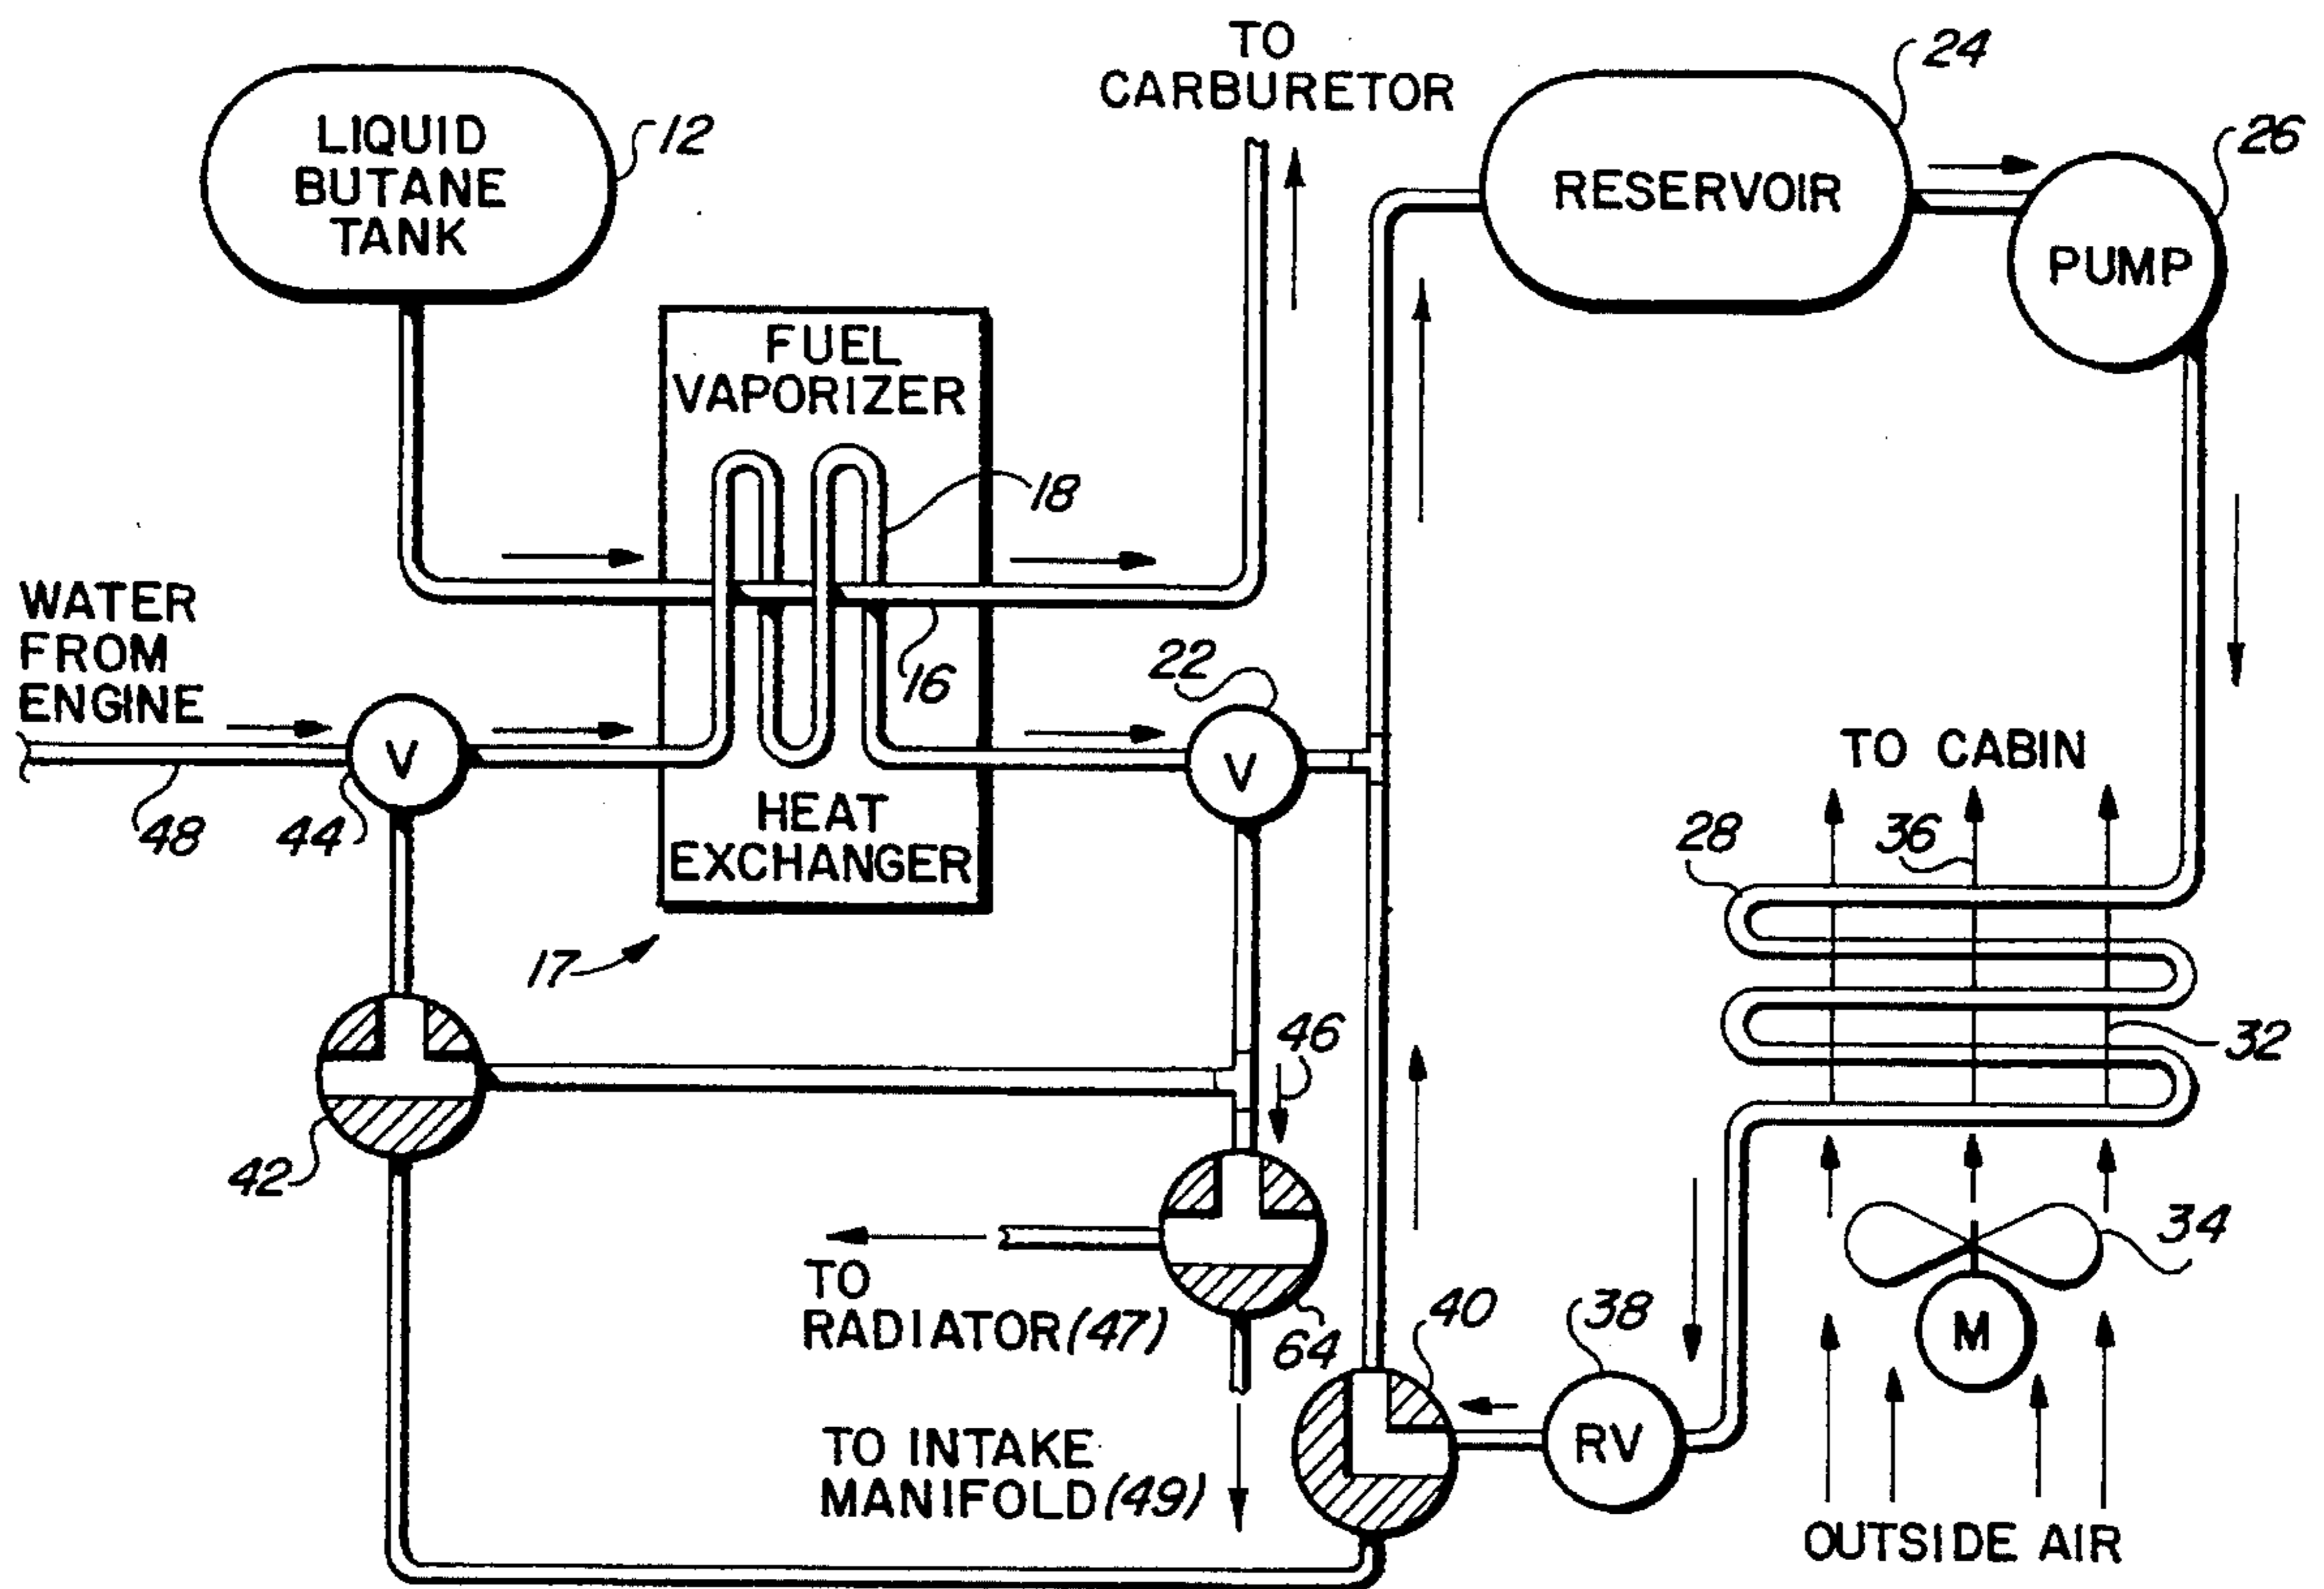 TO
CARBURETOR
24
LIQUID
BUTANE
TANK
12
RESERVOIR
26
PUMP
FUEL
VAPORIZER
18
WATER
FROM
ENGINE
16
22
V
V
TO CABIN
48
44
HEAT
EXCHANGER
28
36
17
46
32
42
34
TO
RADIATOR (47)
64
40
38
M
TO INTAKE
MANIFOLD (49)
RV
OUTSIDE AIR